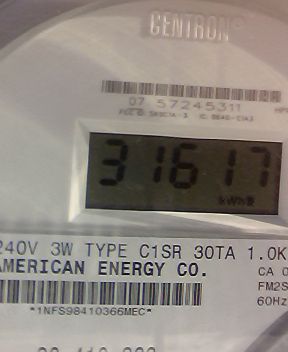 CENTRON®
07 57245311
31617
kWh
240V 3W TYPE C1SR 30TA 1.0K
AMERICAN ENERGY CO.
CA 0
FM2S
60Hz
*1NFS98410366MEC*